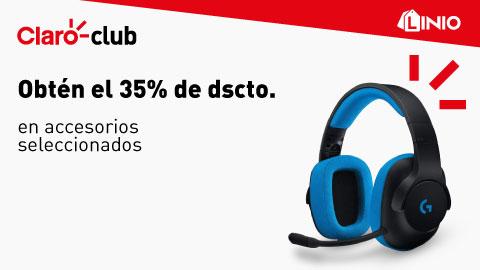 Claro-club
LINIO
Obtén el 35% de dscto.
en accesorios
seleccionados
G